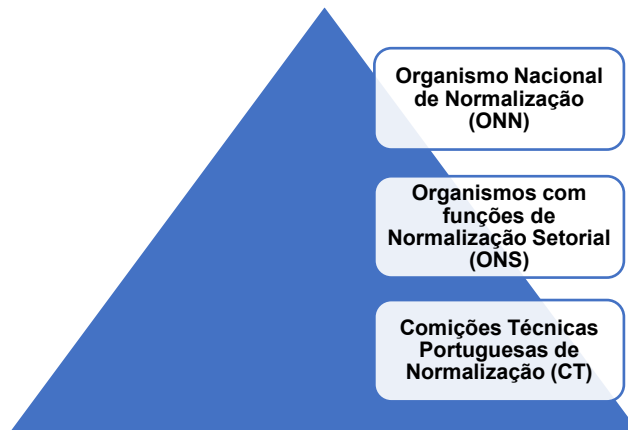 Organismo Nacional
de Normalização
(ONN)
Organismos com
funções de
Normalização Setorial
(ONS)
Comições Técnicas
Portuguesas de
Normalização (CT)